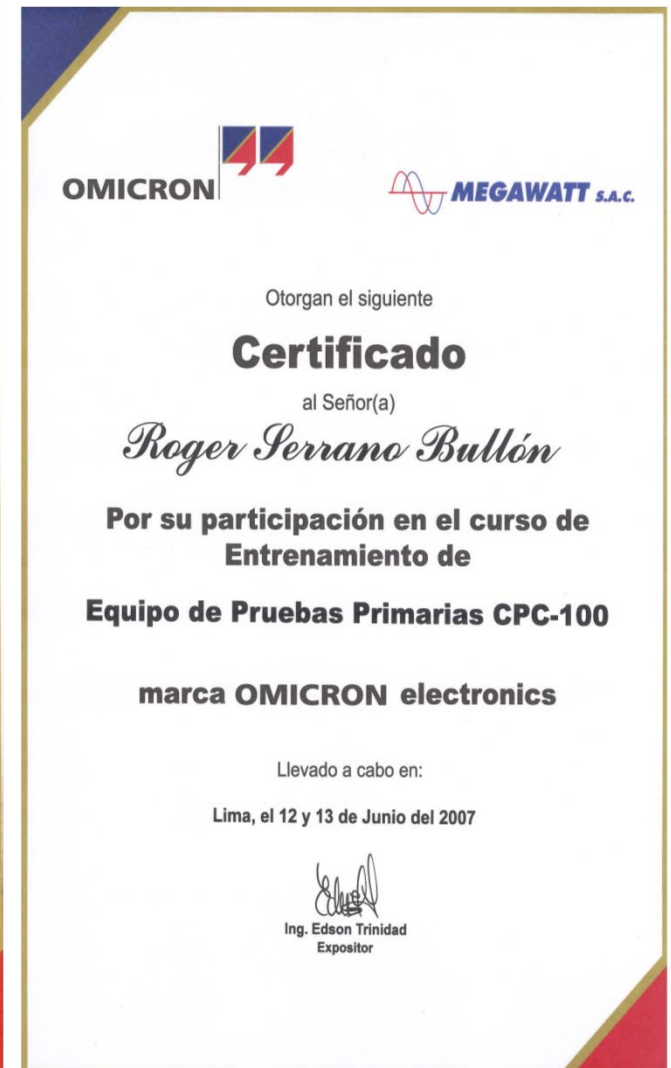 OMICRON
MEGAWATT S.A.C.
Otorgan el siguiente
Certificado
al Señor(a)
Roger Serrano Bullón
Por su participación en el curso de
Entrenamiento de
Equipo de Pruebas Primarias CPC-100
marca OMICRON electronics
Llevado a cabo en:
Lima, el 12 y 13 de Junio del 2007
Ing. Edson Trinidad
Expositor